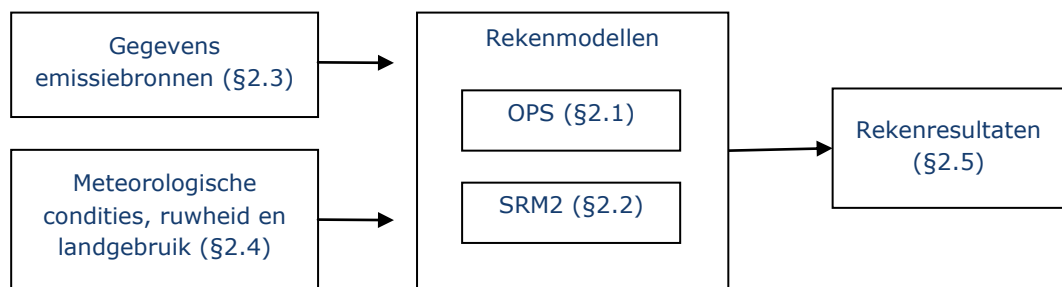 Gegevens
emissiebronnen (§2.3)
Meteorologische
condities, ruwheid en
landgebruik (§2.4)
Rekenmodellen
OPS (§2.1)
SRM2 (§2.2)
Rekenresultaten
(§2.5)